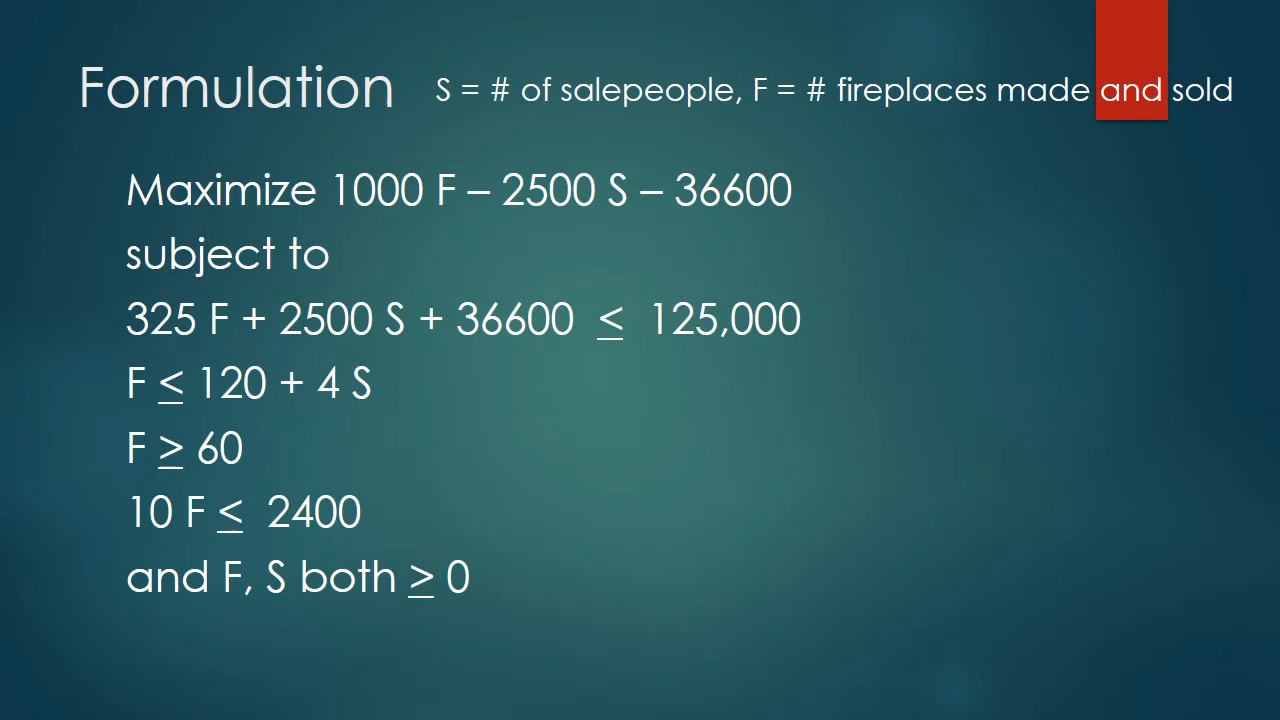 Formulation S = # of salepeople, F = # fireplaces made and sold
Maximize 1000 F – 2500 S – 36600
subject to
325 F + 2500 S + 36600 ≤ 125,000
F ≤ 120 + 4 S
F ≥ 60
10 F ≤ 2400
and F, S both ≥ 0